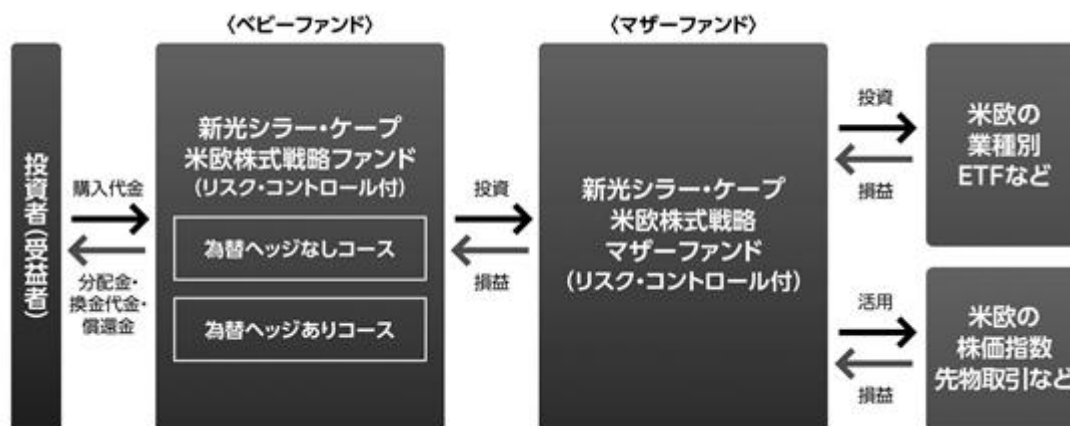 〈ベビーファンド〉
〈マザーファンド〉
投資者(受益者)
購入代金
分配金・
換金代金・
償還金
新光シラー・ケープ
米欧株式戦略ファンド
(リスク・コントロール付)
為替ヘッジなしコース
為替ヘッジありコース
投資
損益
新光シラー・ケープ
米欧株式戦略
マザーファンド
(リスク・コントロール付)
投資
損益
米欧の
業種別
ETFなど
活用
損益
米欧の
株価指数
先物取引など